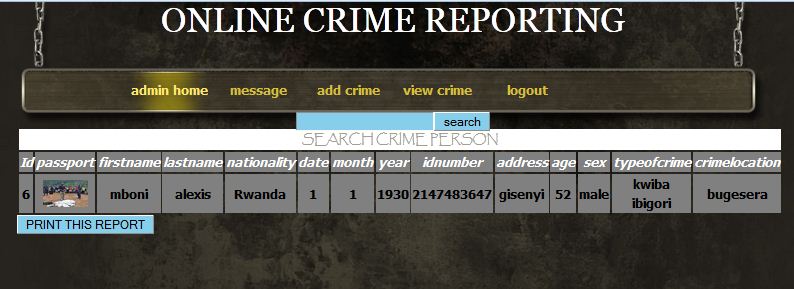 ONLINE CRIME REPORTING
admin home message add crime view crime logout
search
SEARCH CRIME PERSON
Id passport firstname lastname nationality date month year idnumber address age sex typeofcrime crimelocation
6 mboni alexis Rwanda 1 1 1930 2147483647 gisenyi 52 male kwiba ibigori bugesera
PRINT THIS REPORT